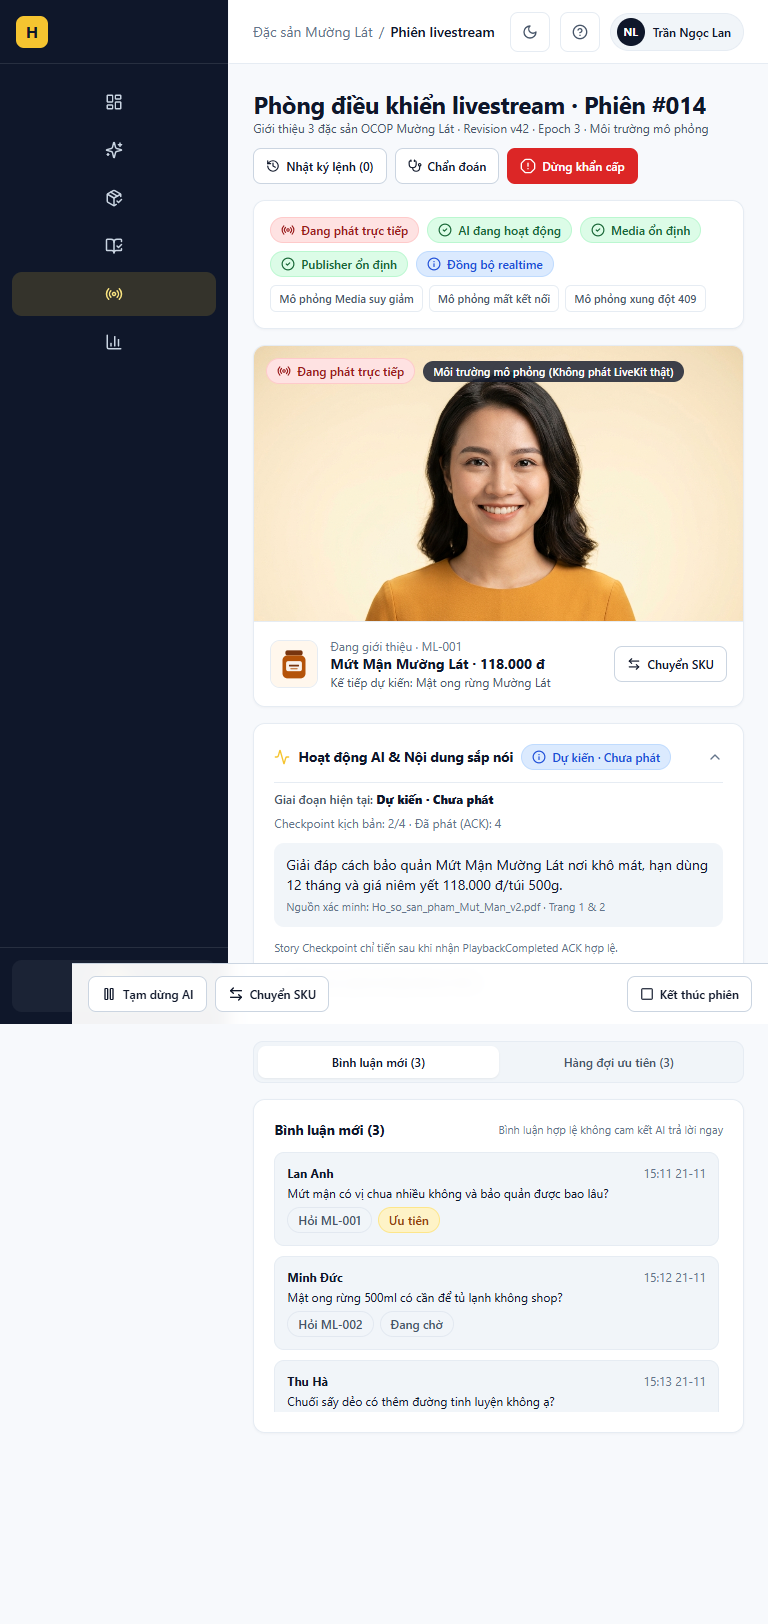 H
Đặc sản Mường Lát / Phiên livestream
NL
Trần Ngọc Lan
Phòng điều khiển livestream · Phiên #014
Giới thiệu 3 đặc sản OCOP Mường Lát · Revision v42 · Epoch 3 · Môi trường mô phỏng
Nhật ký lệnh (0)
Chẩn đoán
Dừng khẩn cấp
Đang phát trực tiếp
AI đang hoạt động
Media ổn định
Publisher ổn định
Đồng bộ realtime
Mô phỏng Media suy giảm
Mô phỏng mất kết nối
Mô phỏng xung đột 409
Đang phát trực tiếp
Môi trường mô phỏng (Không phát LiveKit thật)
Đang giới thiệu · ML-001
Mứt Mận Mường Lát · 118.000 đ
Kế tiếp dự kiến: Mật ong rừng Mường Lát
Chuyển SKU
Hoạt động AI & Nội dung sắp nói
Dự kiến · Chưa phát
Giai đoạn hiện tại: Dự kiến · Chưa phát
Checkpoint kịch bản: 2/4 · Đã phát (ACK): 4
Giải đáp cách bảo quản Mứt Mận Mường Lát nơi khô mát, hạn dùng
12 tháng và giá niêm yết 118.000 đ/túi 500g.
Nguồn xác minh: Ho_so_san_pham_Mut_Man_v2.pdf · Trang 1 & 2
Story Checkpoint chỉ tiến sau khi nhận PlaybackCompleted ACK hợp lệ.
Tạm dừng AI
Chuyển SKU
Kết thúc phiên
Bình luận mới (3)
Hàng đợi ưu tiên (3)
Bình luận mới (3)
Bình luận hợp lệ không cam kết AI trả lời ngay
Lan Anh
15:11 21-11
Mứt mận có vị chua nhiều không và bảo quản được bao lâu?
Hỏi ML-001
Ưu tiên
Minh Đức
15:12 21-11
Mật ong rừng 500ml có cần để tủ lạnh không shop?
Hỏi ML-002
Đang chờ
Thu Hà
15:13 21-11
Chuối sấy dẻo có thêm đường tinh luyện không ạ?